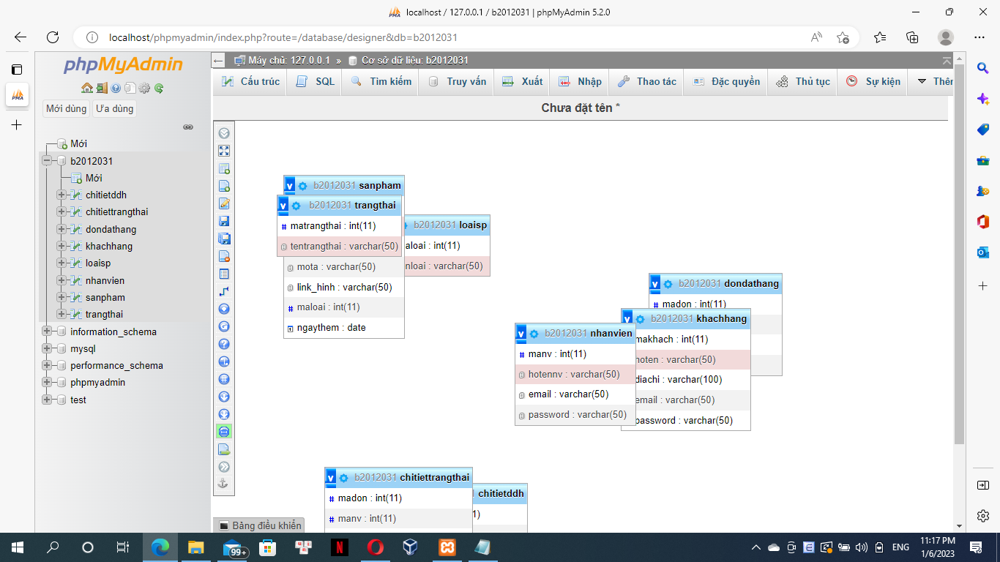 localhost / 127.0.0.1 / b2012031 | phpMyAdmin 5.2.0
localhost/phpmyadmin/index.php?route=/database/designer&db=b2012031
phpMyAdmin
Mới dùng Ưa dùng
Mới
b2012031
Mới
chitietddh
chitiettrangthai
dondathang
khachhang
loaisp
nhanvien
sanpham
trangthai
information_schema
mysql
performance_schema
phpmyadmin
test
Máy chủ: 127.0.0.1 » Cơ sở dữ liệu: b2012031
Cấu trúc SQL Tìm kiếm Truy vấn Xuất Nhập Thao tác Đặc quyền Thủ tục Sự kiện Thêm
Chưa đặt tên *
v b2012031 sanpham
v b2012031 trangthai
matrangthai : int(11)
tentrangthai : varchar(50)
mota : varchar(50)
link_hinh : varchar(50)
maloai : int(11)
ngaythem : date
b2012031 loaisp
aloai : int(11)
nloai : varchar(50)
v b2012031 dondathang
madon : int(11)
v b2012031 khachhang
makhach : int(11)
hoten : varchar(50)
diachi : varchar(100)
email : varchar(50)
password : varchar(50)
v b2012031 nhanvien
manv : int(11)
hotennv : varchar(50)
email : varchar(50)
password : varchar(50)
v b2012031 chitiettrangthai
madon : int(11)
manv : int(11)
chitietddh
1)
Bảng điều khiển
99+
ENG
11:17 PM
1/6/2023